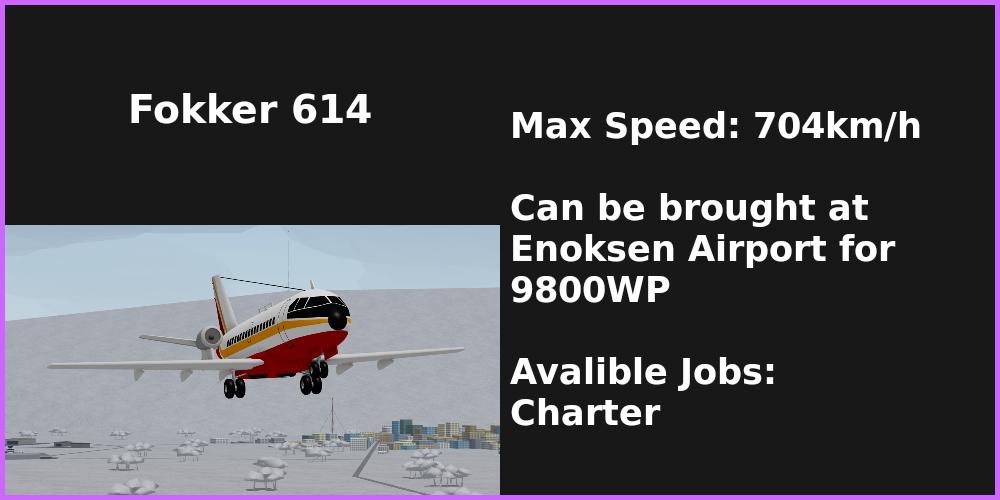 Fokker 614
Max Speed: 704km/h
Can be brought at
Enoksen Airport for
9800WP
Avalible Jobs:
Charter